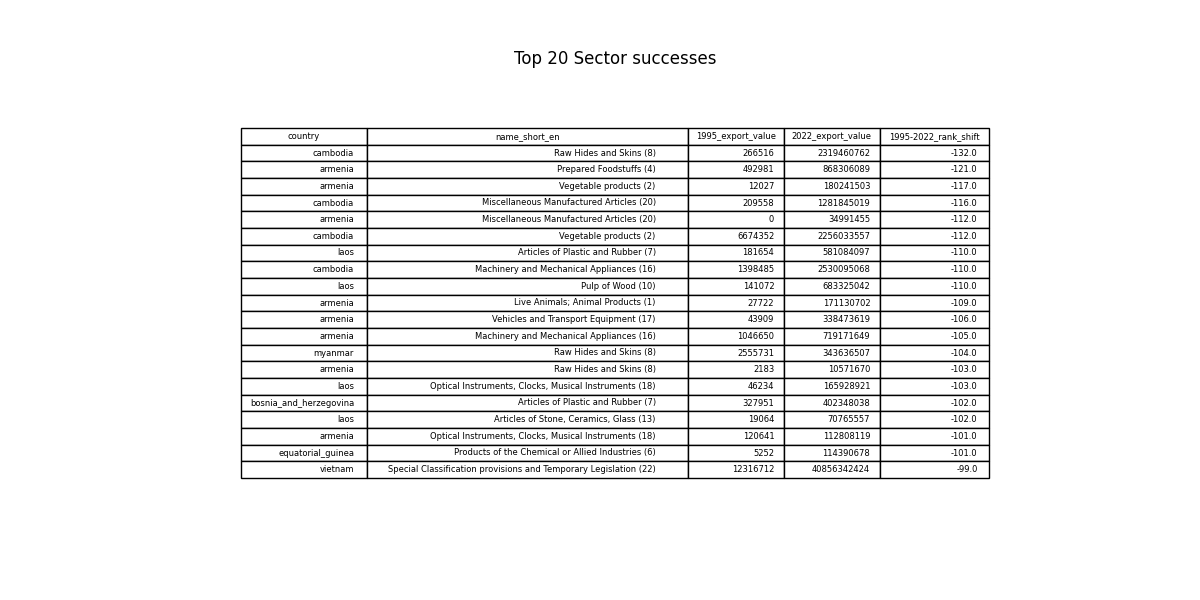 Top 20 Sector successes
country name_short_en 1995_export_value 2022_export_value 1995-2022_rank_shift
cambodia Raw Hides and Skins (8) 266516 2319460762 -132.0
armenia Prepared Foodstuffs (4) 492981 868306089 -121.0
armenia Vegetable products (2) 12027 180241503 -117.0
cambodia Miscellaneous Manufactured Articles (20) 209558 1281845019 -116.0
armenia Miscellaneous Manufactured Articles (20) 0 34991455 -112.0
cambodia Vegetable products (2) 6674352 2256033557 -112.0
laos Articles of Plastic and Rubber (7) 181654 581084097 -110.0
cambodia Machinery and Mechanical Appliances (16) 1398485 2530095068 -110.0
laos Pulp of Wood (10) 141072 683325042 -110.0
armenia Live Animals; Animal Products (1) 27722 171130702 -109.0
armenia Vehicles and Transport Equipment (17) 43909 338473619 -106.0
armenia Machinery and Mechanical Appliances (16) 1046650 719171649 -105.0
myanmar Raw Hides and Skins (8) 2555731 343636507 -104.0
armenia Raw Hides and Skins (8) 2183 10571670 -103.0
laos Optical Instruments, Clocks, Musical Instruments (18) 46234 165928921 -103.0
bosnia_and_herzegovina Articles of Plastic and Rubber (7) 327951 402348038 -102.0
laos Articles of Stone, Ceramics, Glass (13) 19064 70765557 -102.0
armenia Optical Instruments, Clocks, Musical Instruments (18) 120641 112808119 -101.0
equatorial_guinea Products of the Chemical or Allied Industries (6) 5252 114390678 -101.0
vietnam Special Classification provisions and Temporary Legislation (22) 12316712 40856342424 -99.0